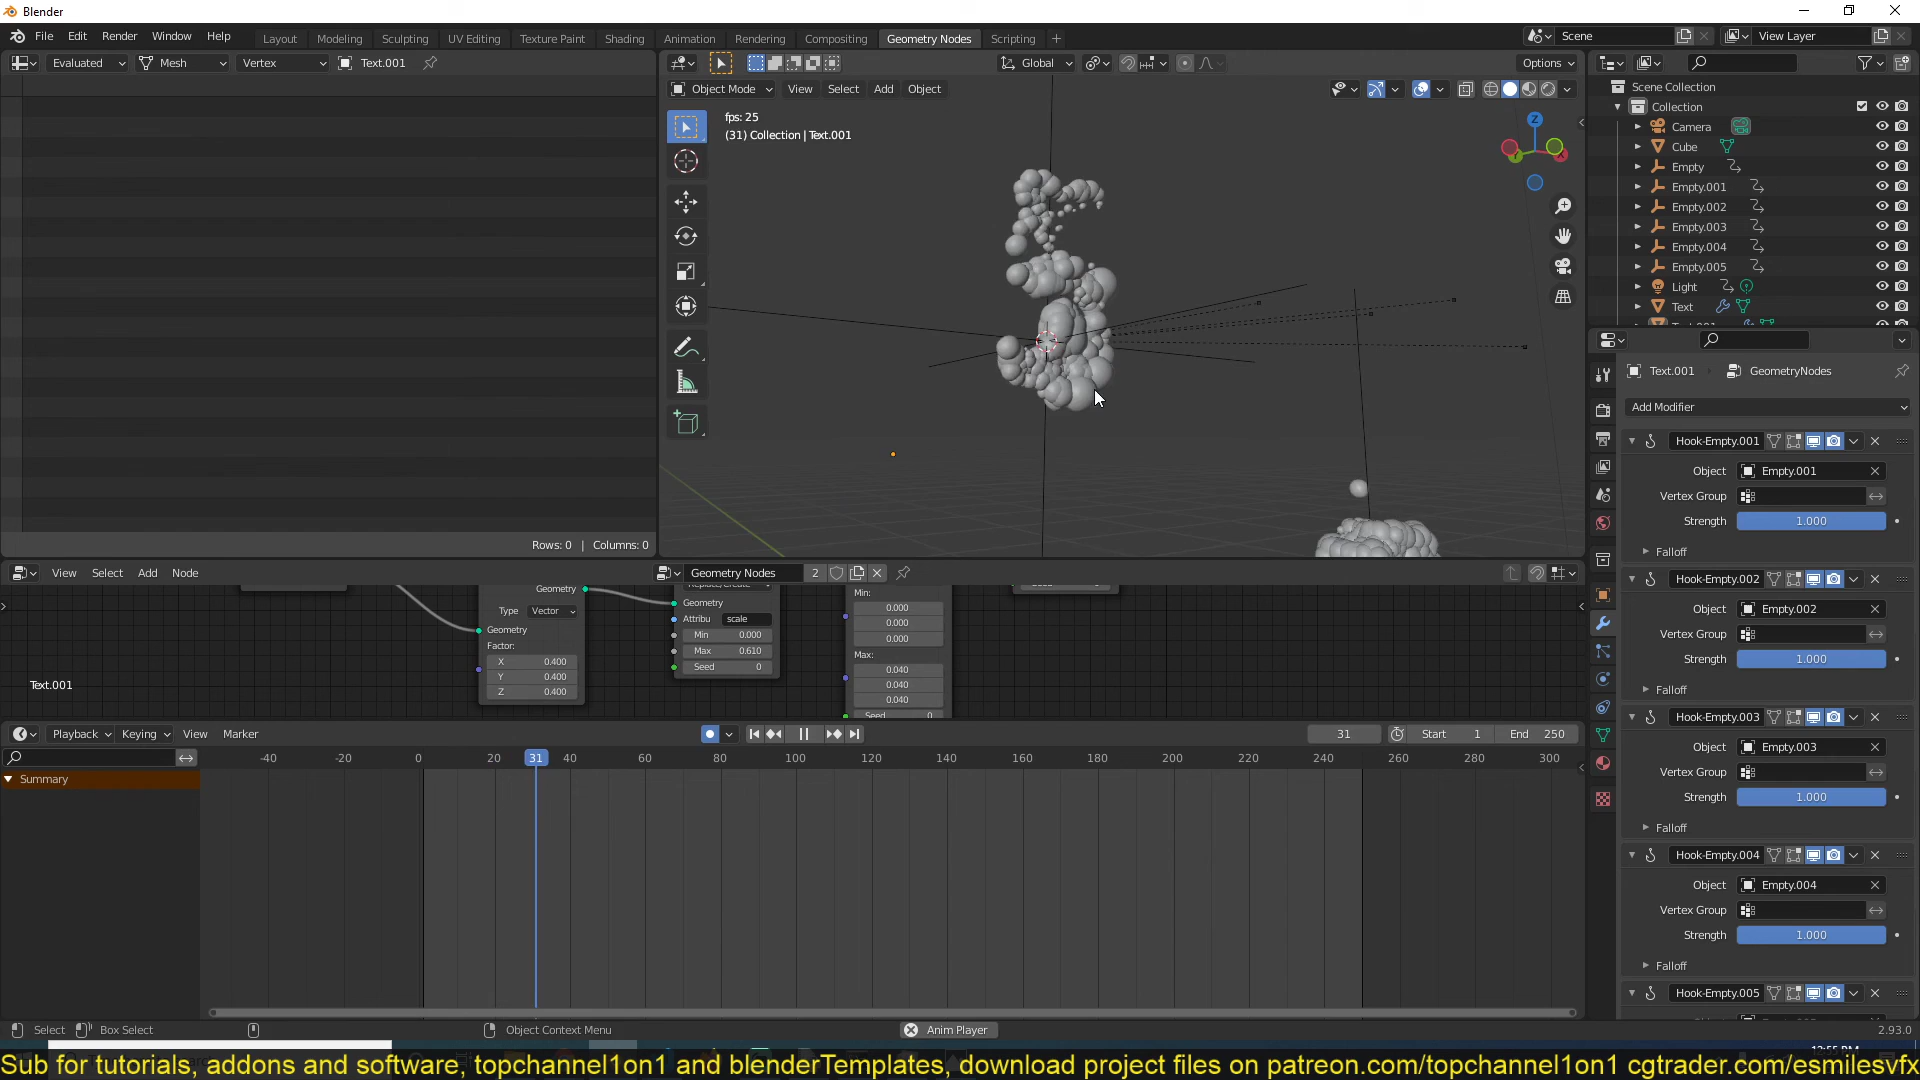 Blender
File Edit Render Window Help
Layout Modeling Sculpting UV Editing Texture Paint Shading Animation Rendering Compositing Geometry Nodes Scripting +
Scene View Layer
Evaluated Mesh Vertex Text.001
Global Options
Object Mode View Select Add Object
fps: 25
(31) Collection | Text.001
Z
Scene Collection
Collection
Camera
Cube
Empty
Empty.001
Empty.002
Empty.003
Empty.004
Empty.005
Light
Text
Text.001 GeometryNodes
Add Modifier
Hook-Empty.001
Object Empty.001
Vertex Group
Strength 1.000
Falloff
Hook-Empty.002
Object Empty.002
Vertex Group
Strength 1.000
Falloff
Hook-Empty.003
Object Empty.003
Vertex Group
Strength 1.000
Falloff
Hook-Empty.004
Object Empty.004
Vertex Group
Strength 1.000
Falloff
Hook-Empty.005
Rows: 0 | Columns: 0
View Select Add Node Geometry Nodes 2
Geometry
Type Vector
Geometry
Factor:
X 0.400
Y 0.400
Z 0.400
Geometry
Attribu scale
Min 0.000
Max 0.610
Seed 0
Min:
0.000
0.000
0.000
Max:
0.040
0.040
0.040
Seed 0
Text.001
Playback Keying View Marker 31 Start 1 End 250
-40 -20 0 20 31 40 60 80 100 120 140 160 180 200 220 240 260 280 300
Summary
Select Box Select Object Context Menu Anim Player 2.93.0
Sub for tutorials, addons and software, topchannel1on1 and blenderTemplates, download project files on patreon.com/topchannel1on1 cgtrader.com/esmilesvfx